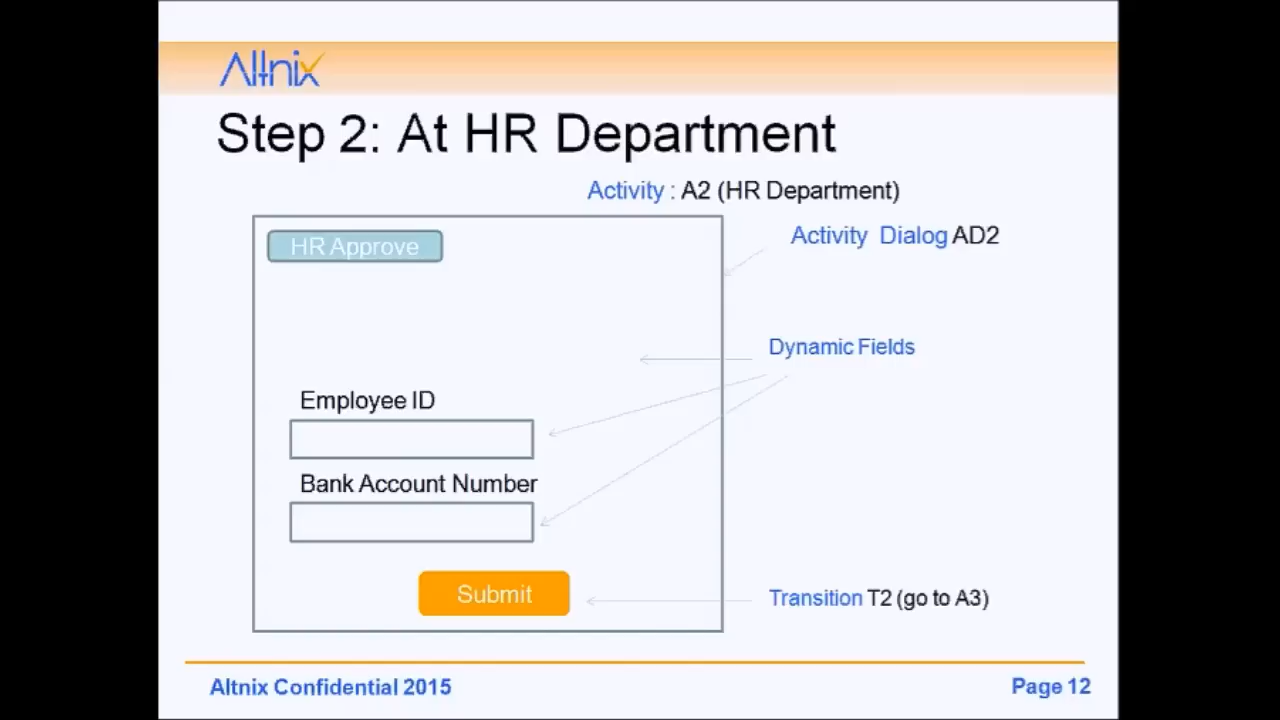 Altnix
Step 2: At HR Department
Activity : A2 (HR Department)
HR Approve
Activity Dialog AD2
Dynamic Fields
Employee ID
Bank Account Number
Submit
Transition T2 (go to A3)
Altnix Confidential 2015
Page 12